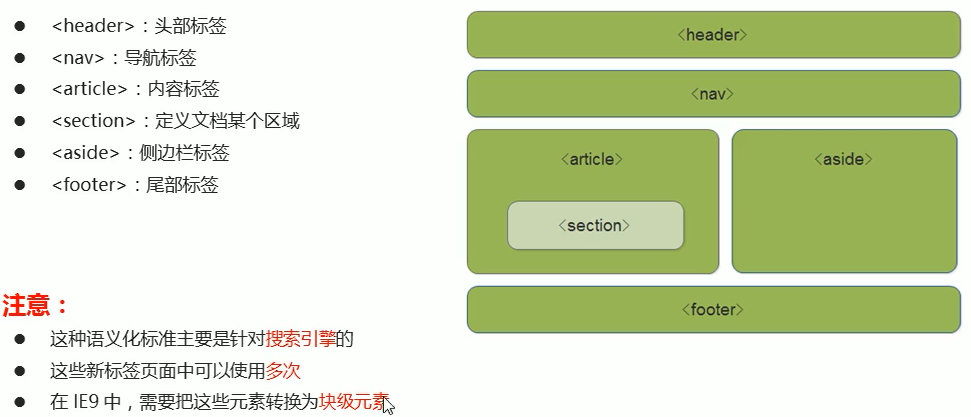 <header>：头部标签
<nav>：导航标签
<article>：内容标签
<section>：定义文档某个区域
<aside>：侧边栏标签
<footer>：尾部标签
注意：
这种语义化标准主要是针对搜索引擎的
这些新标签页面中可以使用多次
在 IE9 中，需要把这些元素转换为块级元素
<header>
<nav>
<article>
<aside>
<section>
<footer>